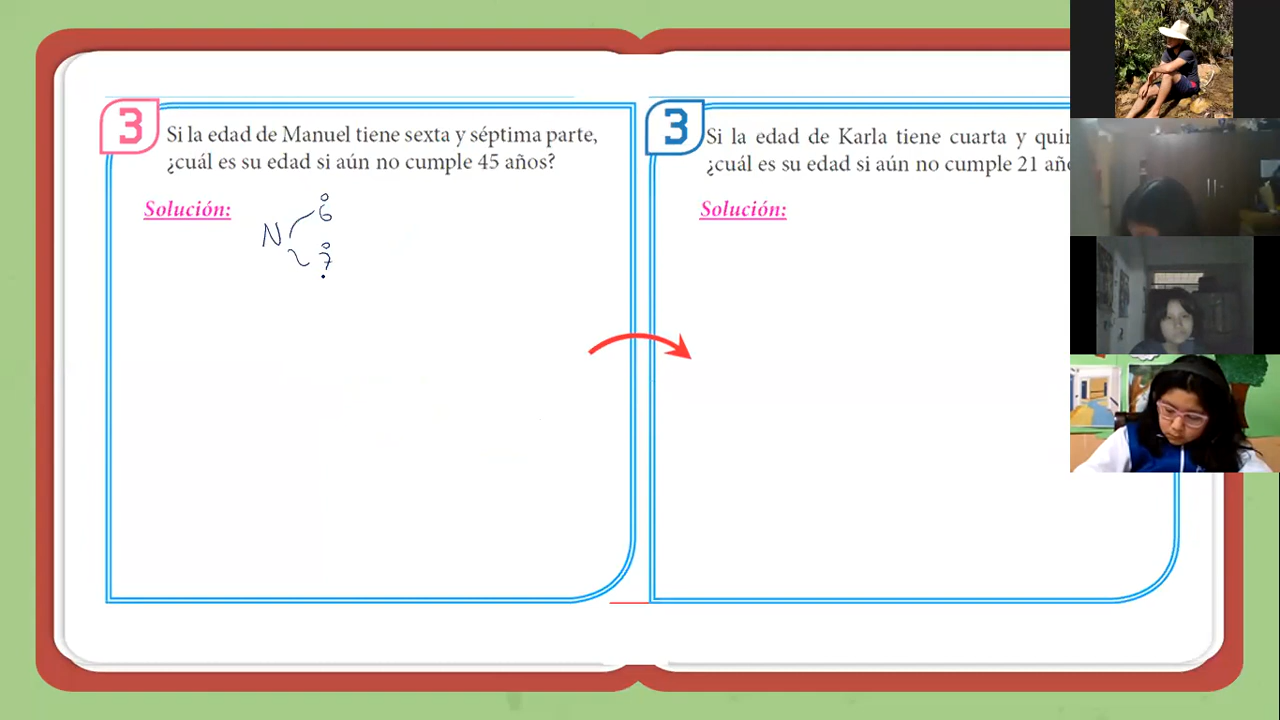 3
Si la edad de Manuel tiene sexta y séptima parte,
¿cuál es su edad si aún no cumple 45 años?
Solución:
N
6
7
3
Si la edad de Karla tiene cuarta y
¿cuál es su edad si aún no cumple 21
Solución: